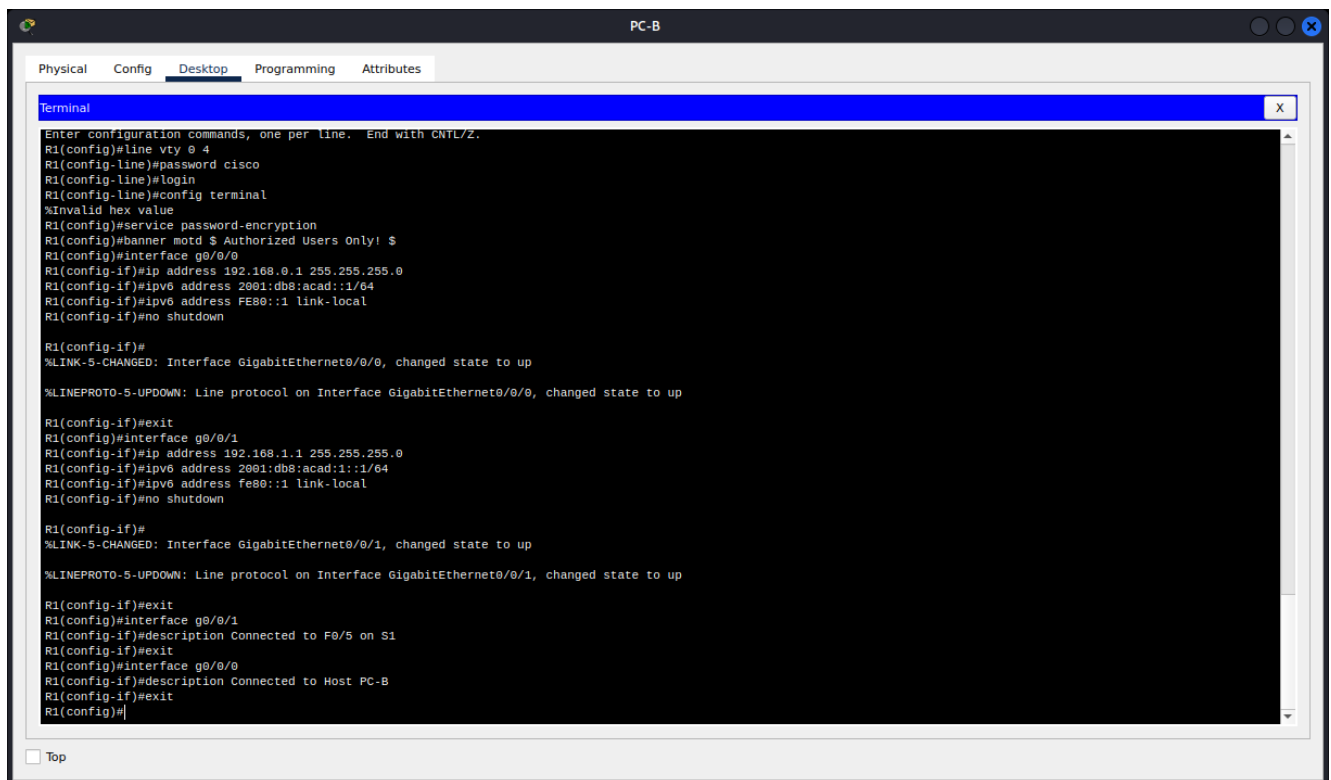 PC-B
Physical Config Desktop Programming Attributes
Terminal X
Enter configuration commands, one per line.  End with CNTL/Z.
R1(config)#line vty 0 4
R1(config-line)#password cisco
R1(config-line)#login
R1(config-line)#config terminal
%Invalid hex value
R1(config)#service password-encryption
R1(config)#banner motd $ Authorized Users Only! $
R1(config)#interface g0/0/0
R1(config-if)#ip address 192.168.0.1 255.255.255.0
R1(config-if)#ipv6 address 2001:db8:acad::1/64
R1(config-if)#ipv6 address FE80::1 link-local
R1(config-if)#no shutdown
R1(config-if)#
%LINK-5-CHANGED: Interface GigabitEthernet0/0/0, changed state to up
%LINEPROTO-5-UPDOWN: Line protocol on Interface GigabitEthernet0/0/0, changed state to up
R1(config-if)#exit
R1(config)#interface g0/0/1
R1(config-if)#ip address 192.168.1.1 255.255.255.0
R1(config-if)#ipv6 address 2001:db8:acad:1::1/64
R1(config-if)#ipv6 address fe80::1 link-local
R1(config-if)#no shutdown
R1(config-if)#
%LINK-5-CHANGED: Interface GigabitEthernet0/0/1, changed state to up
%LINEPROTO-5-UPDOWN: Line protocol on Interface GigabitEthernet0/0/1, changed state to up
R1(config-if)#exit
R1(config)#interface g0/0/1
R1(config-if)#description Connected to F0/5 on S1
R1(config-if)#exit
R1(config)#interface g0/0/0
R1(config-if)#description Connected to Host PC-B
R1(config-if)#exit
R1(config)#
Top